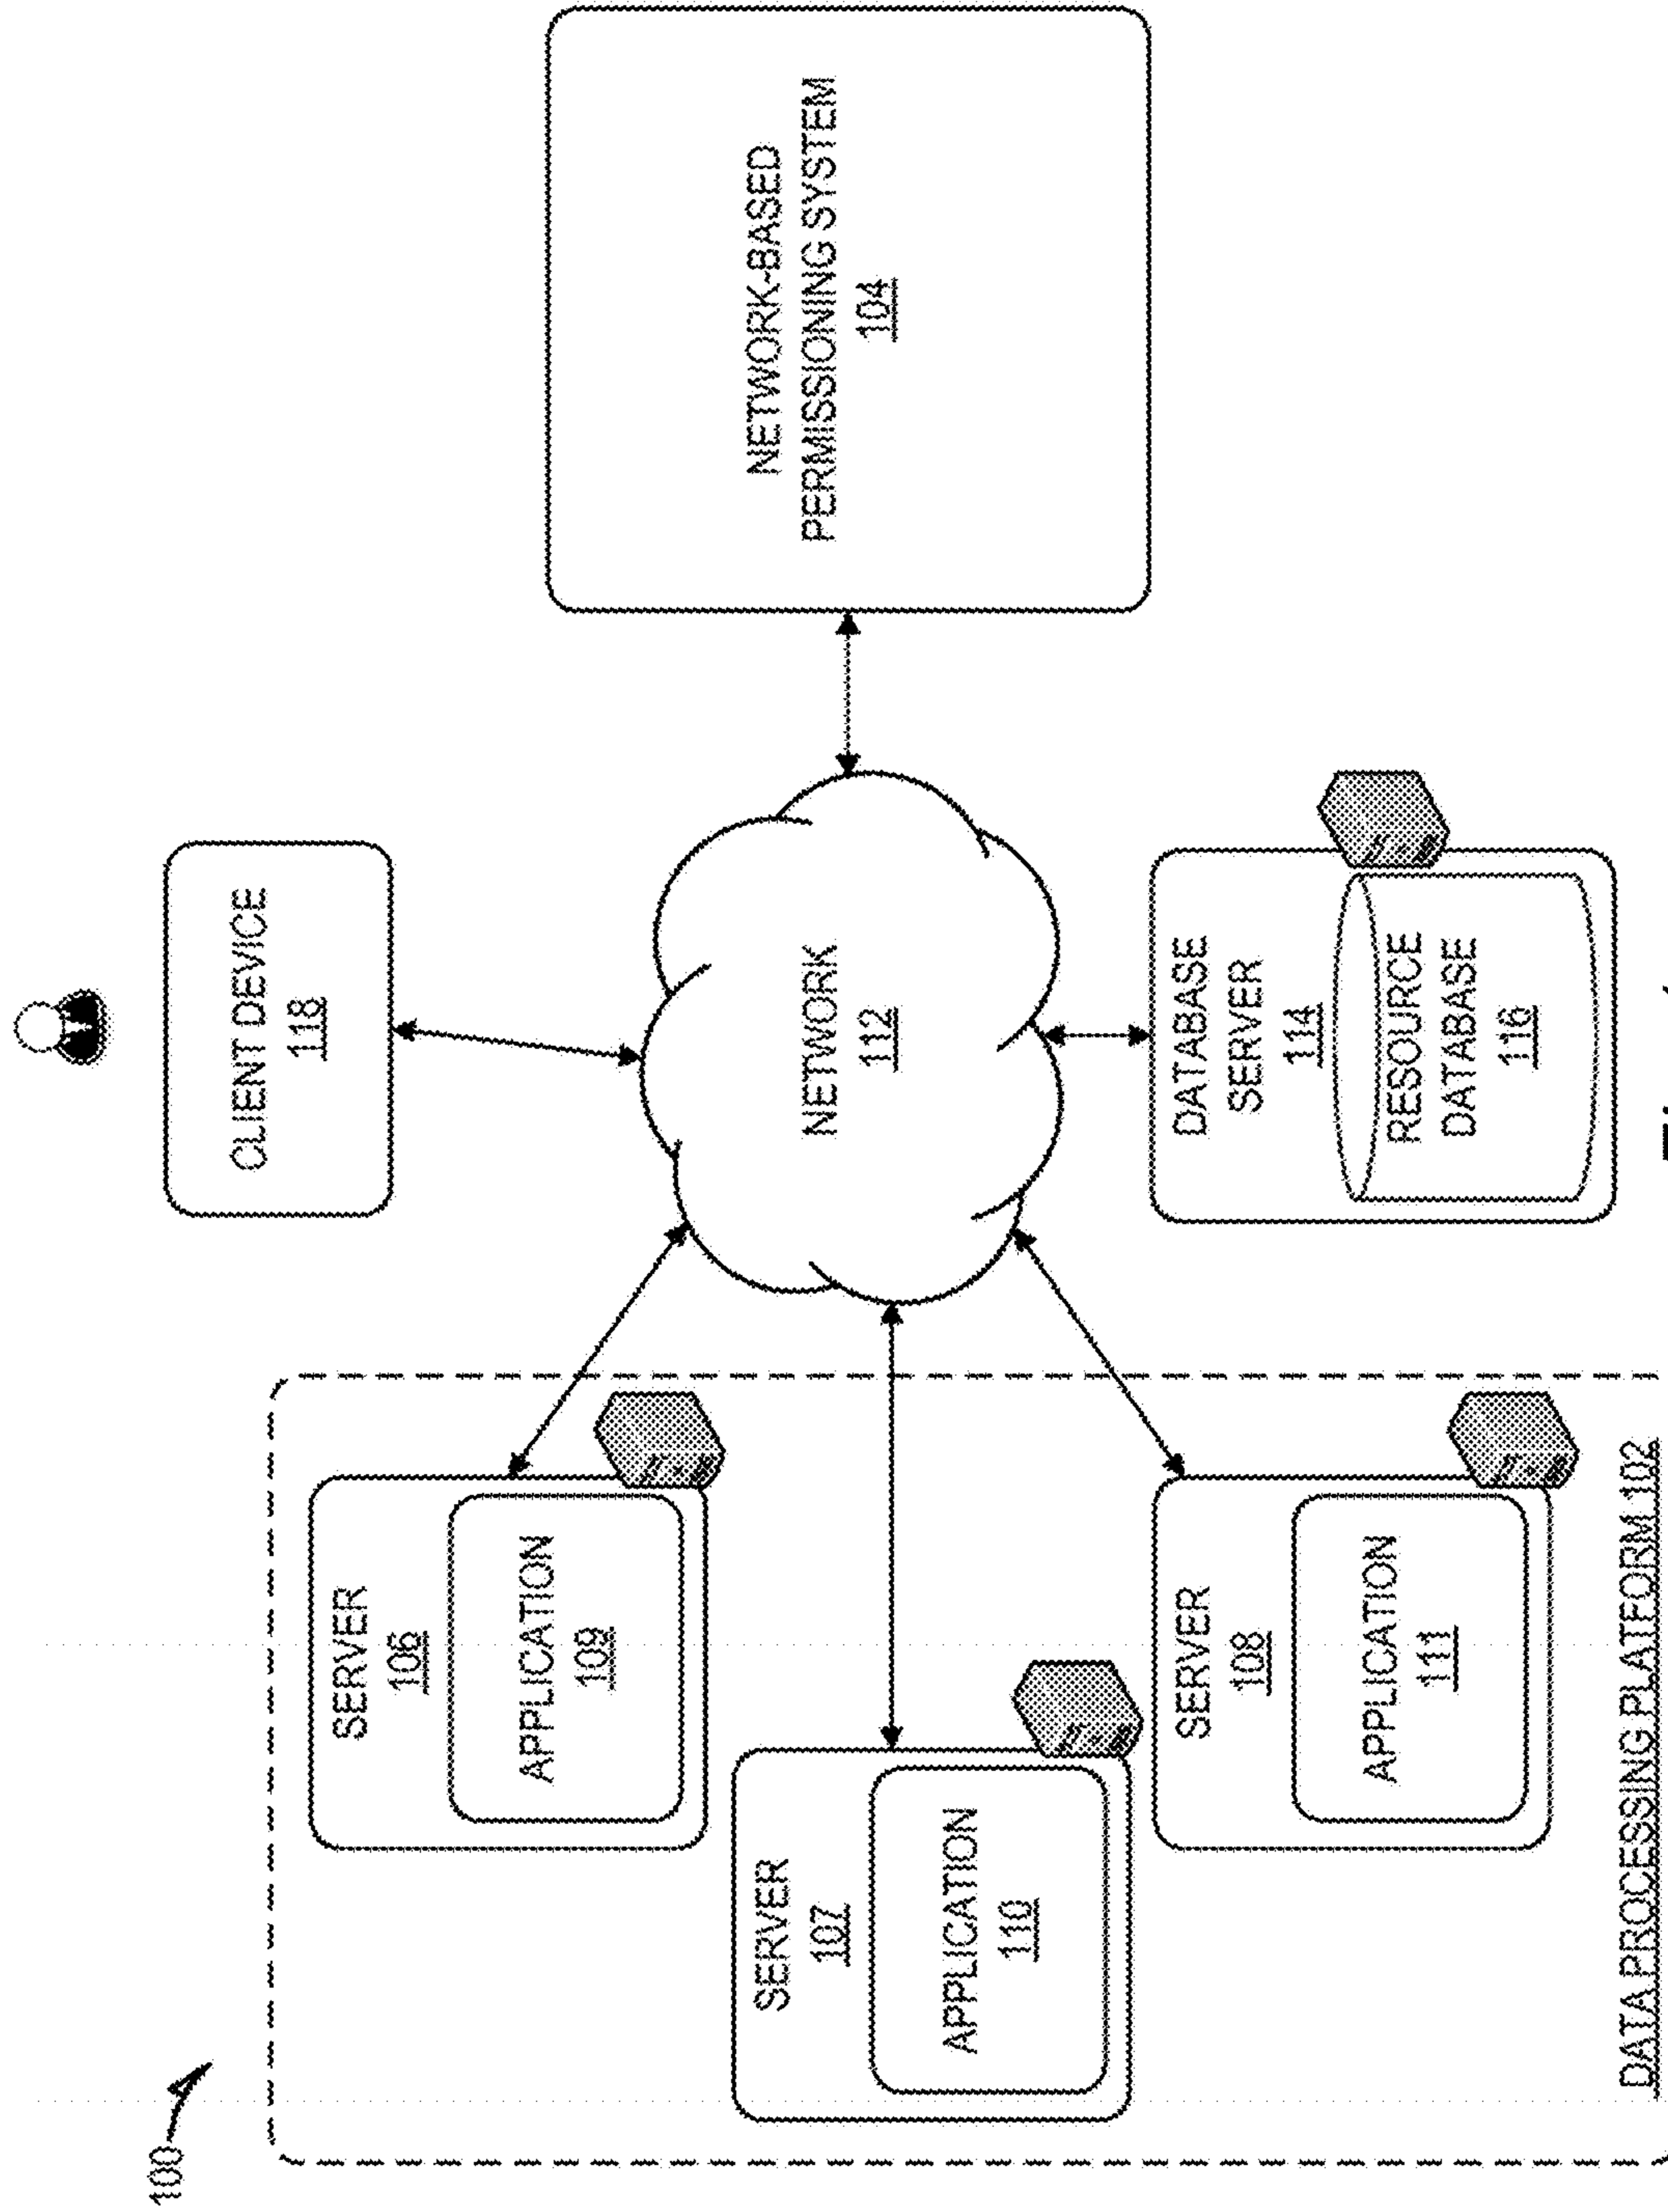 100
CLIENT DEVICE
118
SERVER
106
APPLICATION
109
SERVER
107
APPLICATION
110
SERVER
108
APPLICATION
111
DATA PROCESSING PLATFORM 102
NETWORK
112
NETWORK-BASED
PERMISSIONING SYSTEM
104
DATABASE
SERVER
114
RESOURCE
DATABASE
116